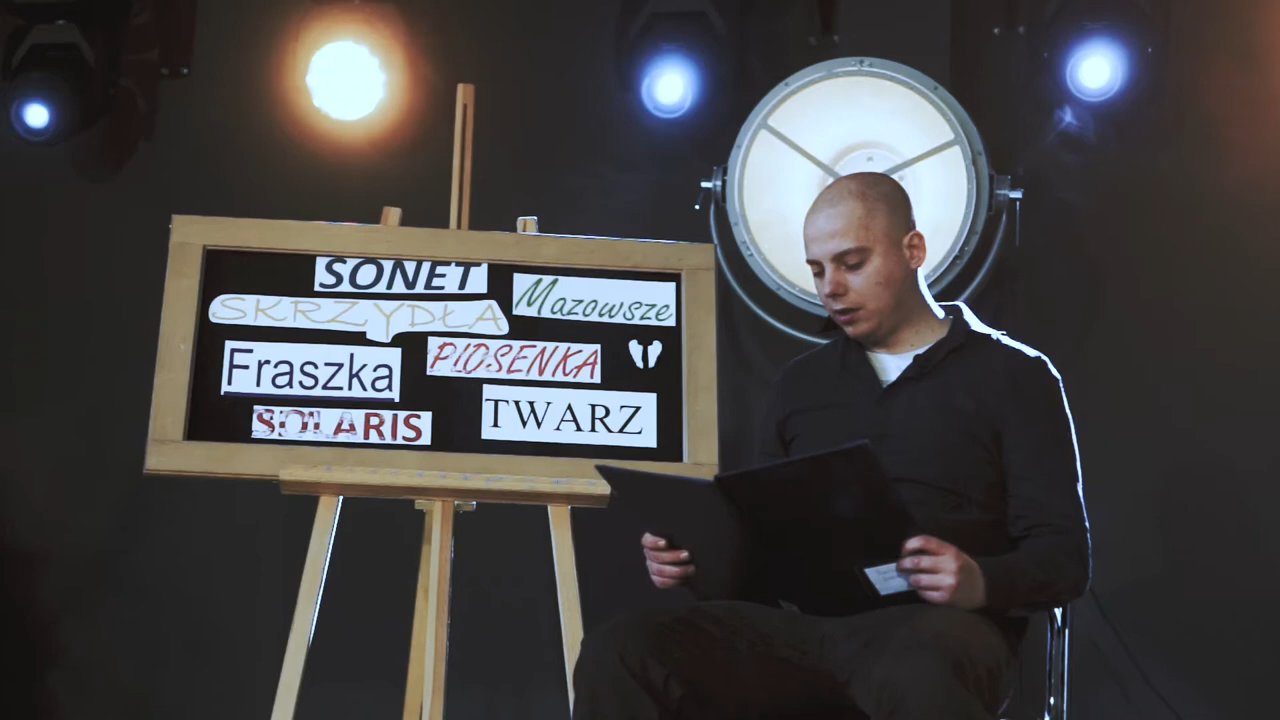 SONET
Mazowsze
SKRZYDŁA
Fraszka
PIOSENKA
SOLARIS
TWARZ